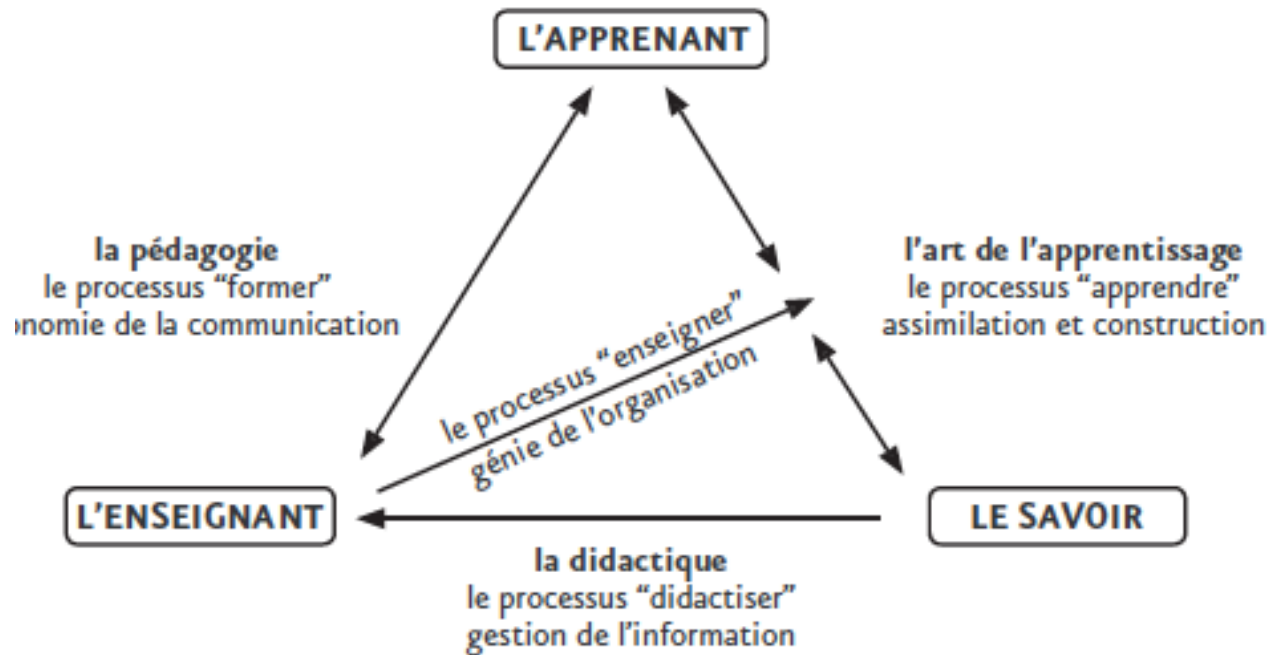 L'APPRENANT
la pédagogie
le processus “former”
onomie de la communication
l'art de l'apprentissage
le processus “apprendre”
assimilation et construction
le processus “enseigner”
génie de l'organisation
L'ENSEIGNANT
LE SAVOIR
la didactique
le processus “didactiser”
gestion de l'information